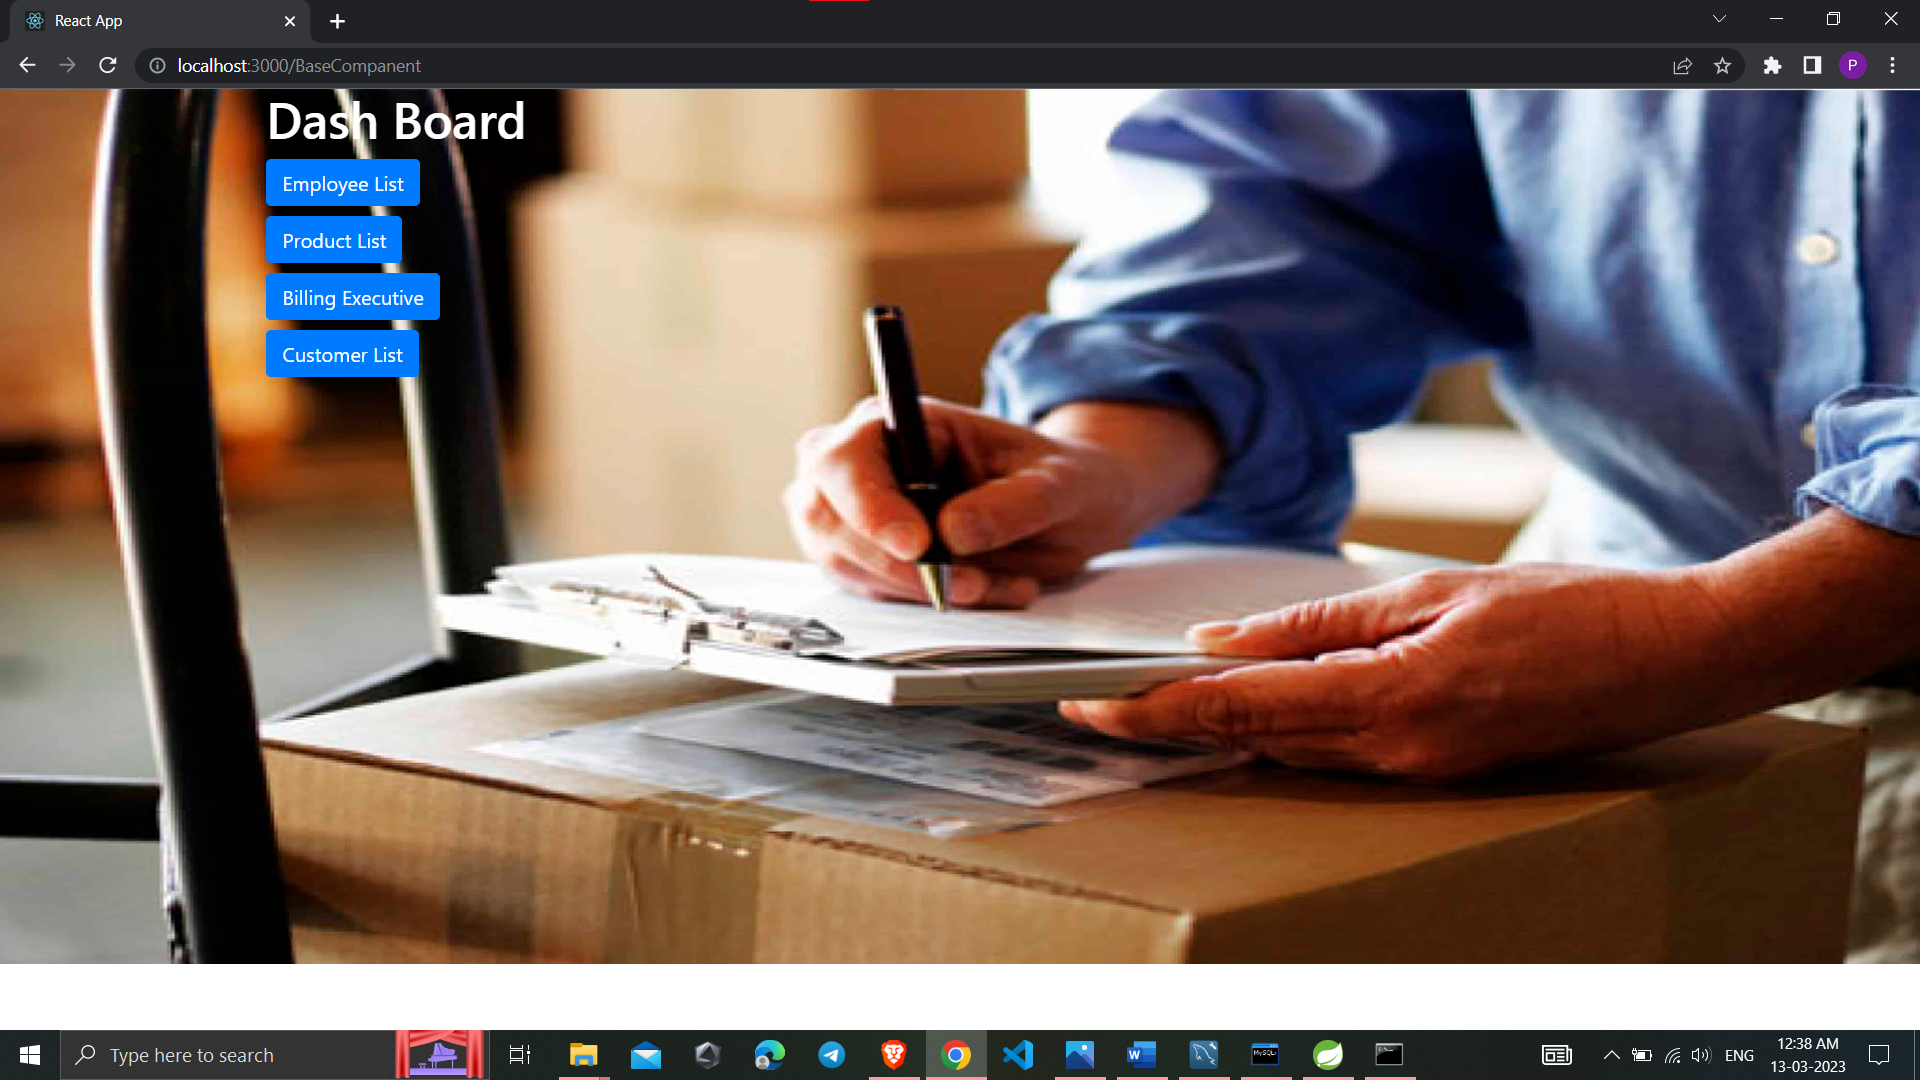 React App
localhost:3000/BaseCompanent
P
Dash Board
Employee List
Product List
Billing Executive
Customer List
Type here to search
MySQL
ENG
12:38 AM
13-03-2023